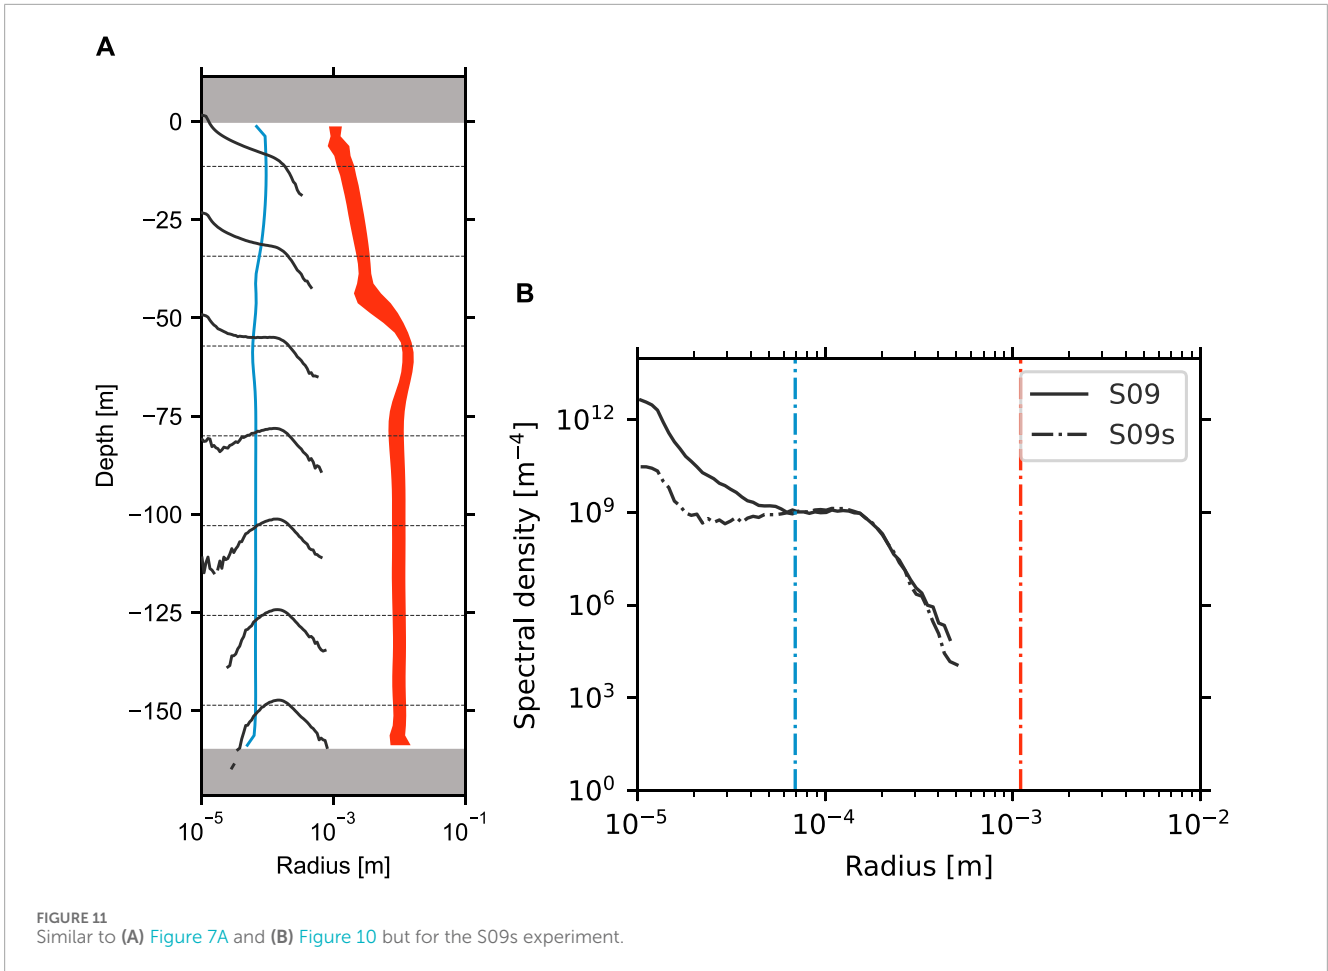 A
0
−25
−50
−75
−100
−125
−150
Depth [m]
10⁻⁵ 10⁻³ 10⁻¹
Radius [m]
B
S09
S09s
10¹²
10⁹
10⁶
10³
10⁰
Spectral density [m⁻⁴]
10⁻⁵ 10⁻⁴ 10⁻³ 10⁻²
Radius [m]
FIGURE 11
Similar to (A) Figure 7A and (B) Figure 10 but for the S09s experiment.